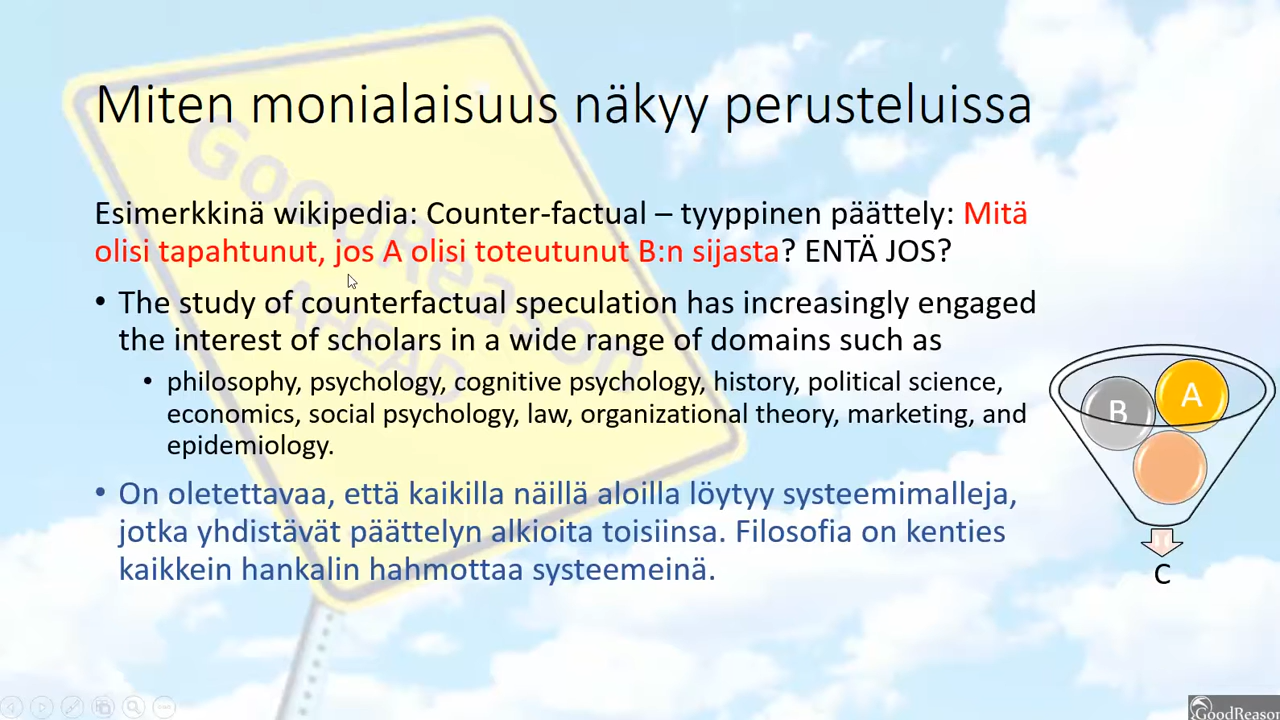 Miten monialaisuus näkyy perusteluissa
Esimerkkinä wikipedia: Counter-factual – tyyppinen päättely: Mitä
olisi tapahtunut, jos A olisi toteutunut B:n sijasta? ENTÄ JOS?
• The study of counterfactual speculation has increasingly engaged
the interest of scholars in a wide range of domains such as
• philosophy, psychology, cognitive psychology, history, political science,
economics, social psychology, law, organizational theory, marketing, and
epidemiology.
• On oletettavaa, että kaikilla näillä aloilla löytyy systeemimalleja,
jotka yhdistävät päättelyn alkioita toisiinsa. Filosofia on kenties
kaikkein hankalin hahmottaa systeemeinä.
B
A
C
GoodReason
AHEAD
GoodReason